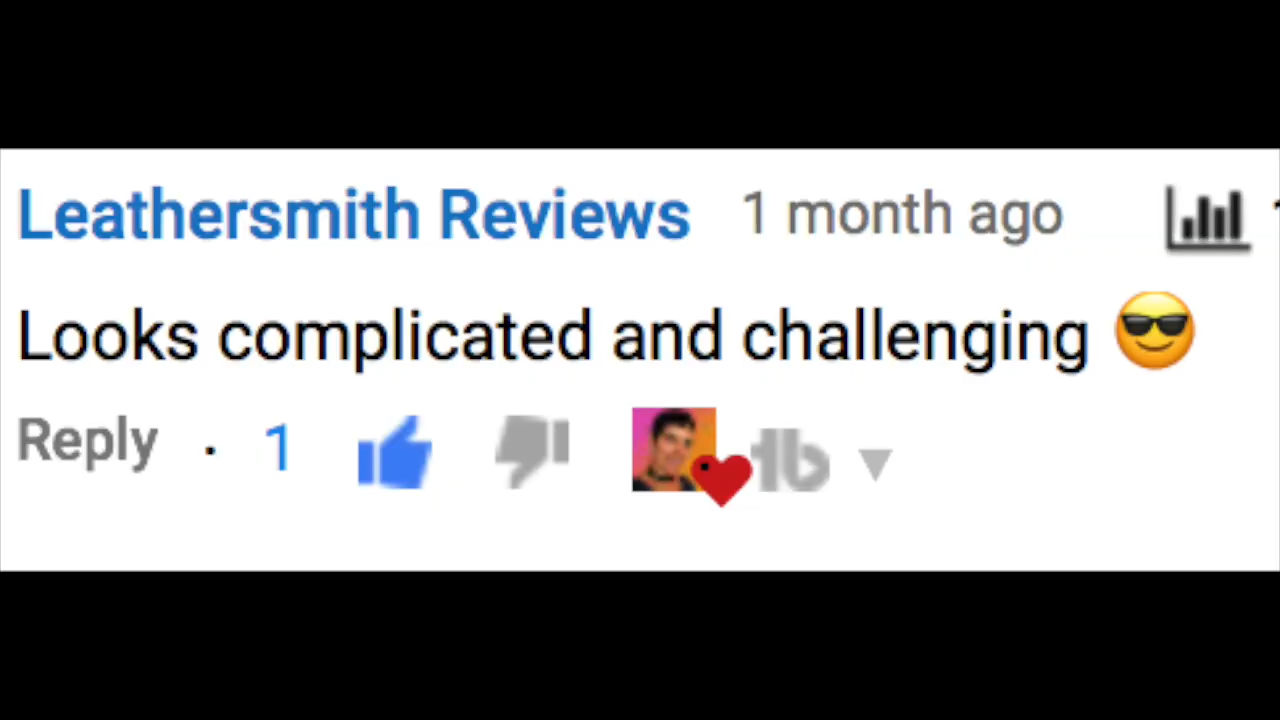 Leathersmith Reviews 1 month ago
Looks complicated and challenging 😎
Reply · 1